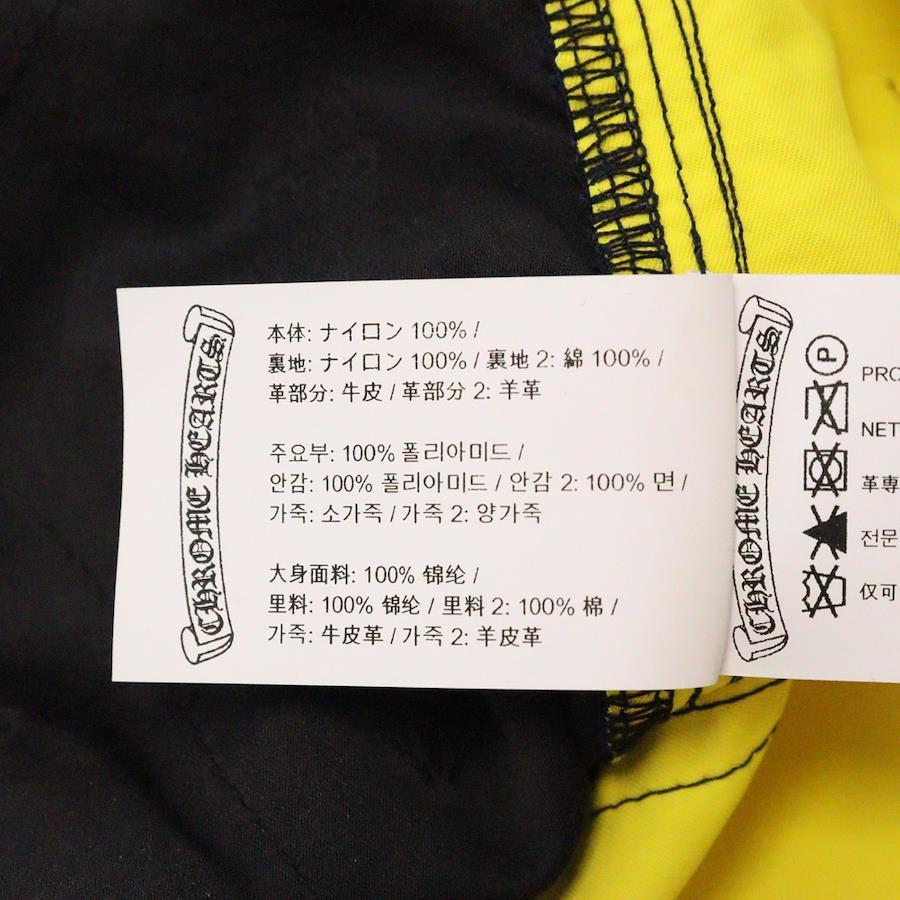 CHROME HEARTS
本体: ナイロン 100% /
裏地: ナイロン 100% / 裏地 2: 綿 100% /
革部分: 牛皮 / 革部分 2: 羊革
주요부: 100% 폴리아미드 /
안감: 100% 폴리아미드 / 안감 2: 100% 면 /
가죽: 소가죽 / 가죽 2: 양가죽
大身面料: 100% 锦纶 /
里料: 100% 锦纶 / 里料 2: 100% 棉 /
가죽: 牛皮革 / 가죽 2: 羊皮革
CHROME HEARTS
P
PRO
NET
革専
전문
仅可